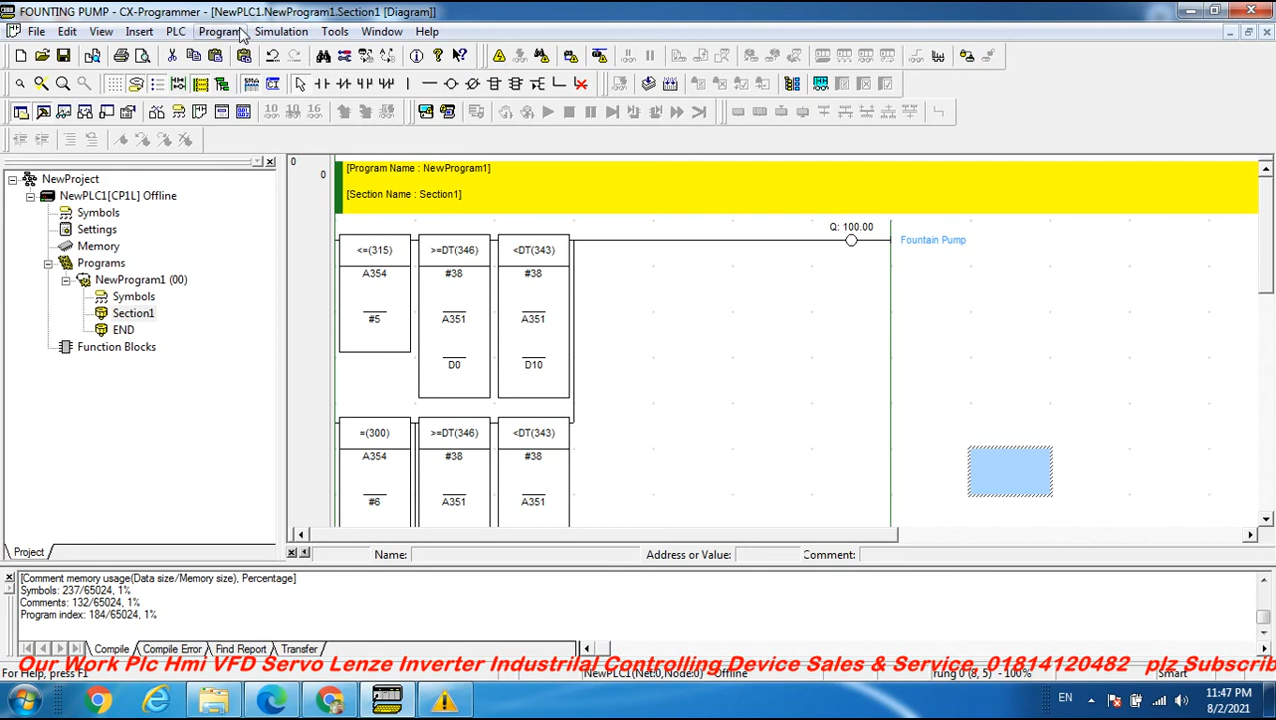 FOUNTING PUMP - CX-Programmer - [NewPLC1.NewProgram1.Section1 [Diagram]]
File Edit View Insert PLC Program Simulation Tools Window Help
10 10 16
NewProject
NewPLC1[CP1L] Offline
Symbols
Settings
Memory
Programs
NewProgram1 (00)
Symbols
Section1
END
Function Blocks
Project
0
0
[Program Name : NewProgram1]
[Section Name : Section1]
Q: 100.00
Fountain Pump
<=(315) >=DT(346) <DT(343)
A354 #38 #38
#5 A351 A351
D0 D10
=(300) >=DT(346) <DT(343)
A354 #38 #38
#6 A351 A351
Name: Address or Value: Comment:
[Comment memory usage(Data size/Memory size), Percentage]
Symbols: 237/65024, 1%
Comments: 132/65024, 1%
Program index: 184/65024, 1%
Compile Compile Error Find Report Transfer
Our Work Plc Hmi VFD Servo Lenze Inverter Industrilal Controlling Device Sales & Service. 01814120482 plz Subscrib
For Help, press F1 NewPLC1(Net:0,Node:0) - Offline rung 0 (8, 5) - 100% Smart
EN 11:47 PM
8/2/2021